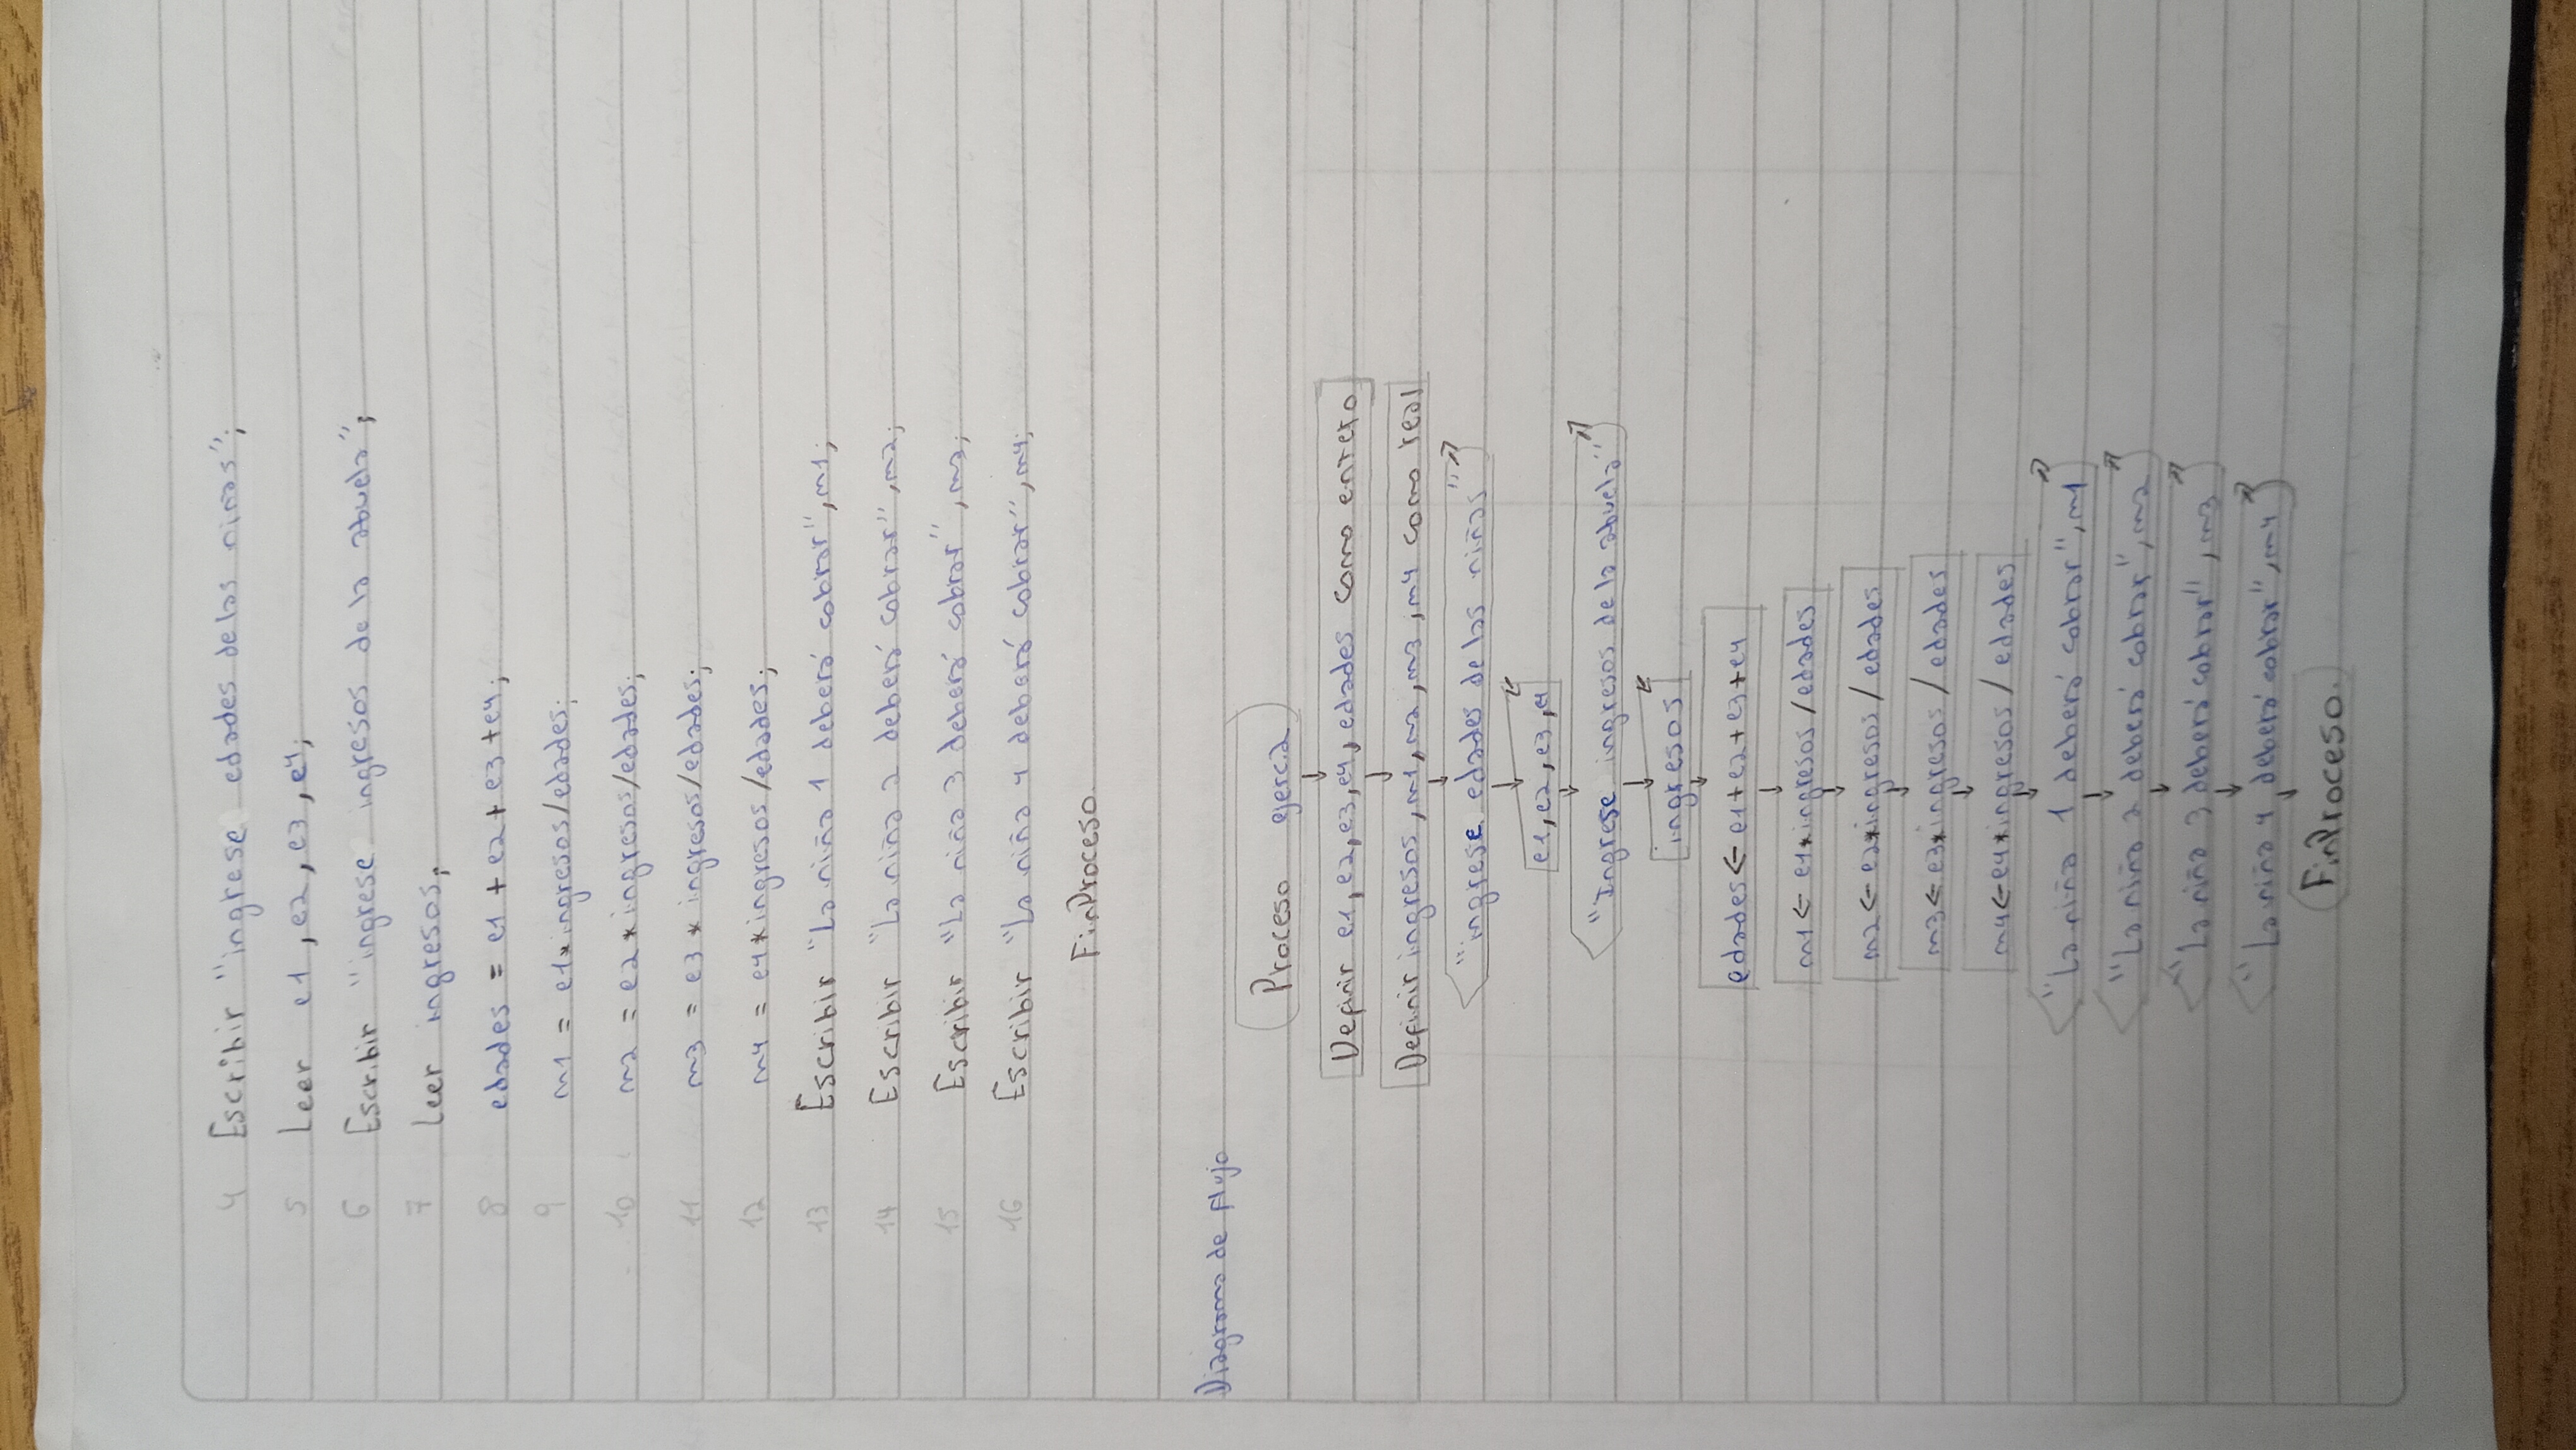 4 Escribir "ingrese edades de las niñas";
5 Leer e1, e2, e3, e4;
6 Escribir "ingrese ingresos de la abuela";
7 Leer ingresos;
8 edades = e1 + e2 + e3 + e4;
9 m1 = e1*ingresos/edades;
10 m2 = e2*ingresos/edades;
11 m3 = e3*ingresos/edades;
12 m4 = e4*ingresos/edades;
13 Escribir "La niña 1 deberá cobrar", m1;
14 Escribir "La niña 2 deberá cobrar", m2;
15 Escribir "La niña 3 deberá cobrar", m3;
16 Escribir "La niña 4 deberá cobrar", m4;
FinProceso.
Diagrama de flujo
Proceso ejerc.2
Definir e1, e2, e3, e4, edades como entero
Definir ingresos, m1, m2, m3, m4 como real
"ingrese edades de las niñas"
e1, e2, e3, e4
"Ingrese ingresos de la abuela"
ingresos
edades ← e1+e2+e3+e4
m1 ← e1*ingresos / edades
m2 ← e2*ingresos / edades
m3 ← e3*ingresos / edades
m4 ← e4*ingresos / edades
"La niña 1 deberá cobrar", m1
"La niña 2 deberá cobrar", m2
"La niña 3 deberá cobrar", m3
"La niña 4 deberá cobrar", m4
FinProceso.